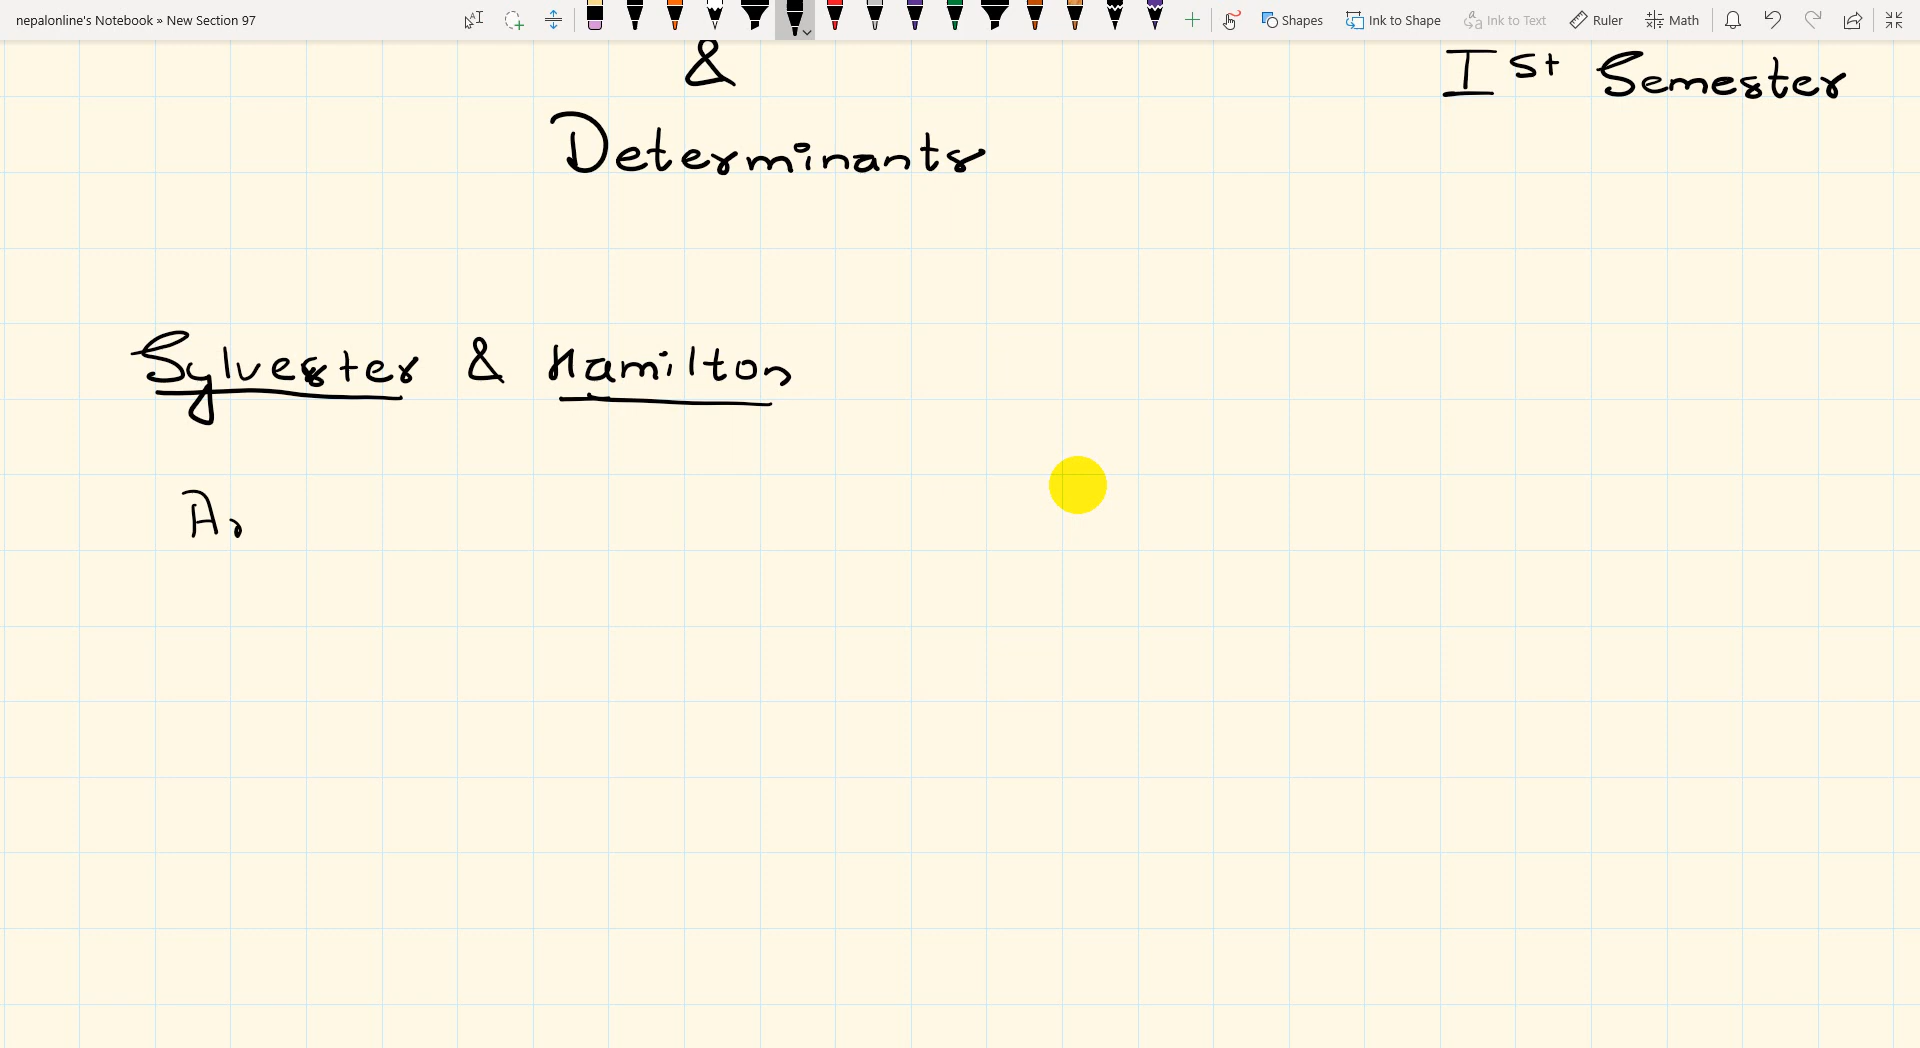 nepalonline's Notebook » New Section 97
Shapes
Ink to Shape
Ink to Text
Ruler
Math
&
Ist Semester
Determinants
Sylvester & Hamilton